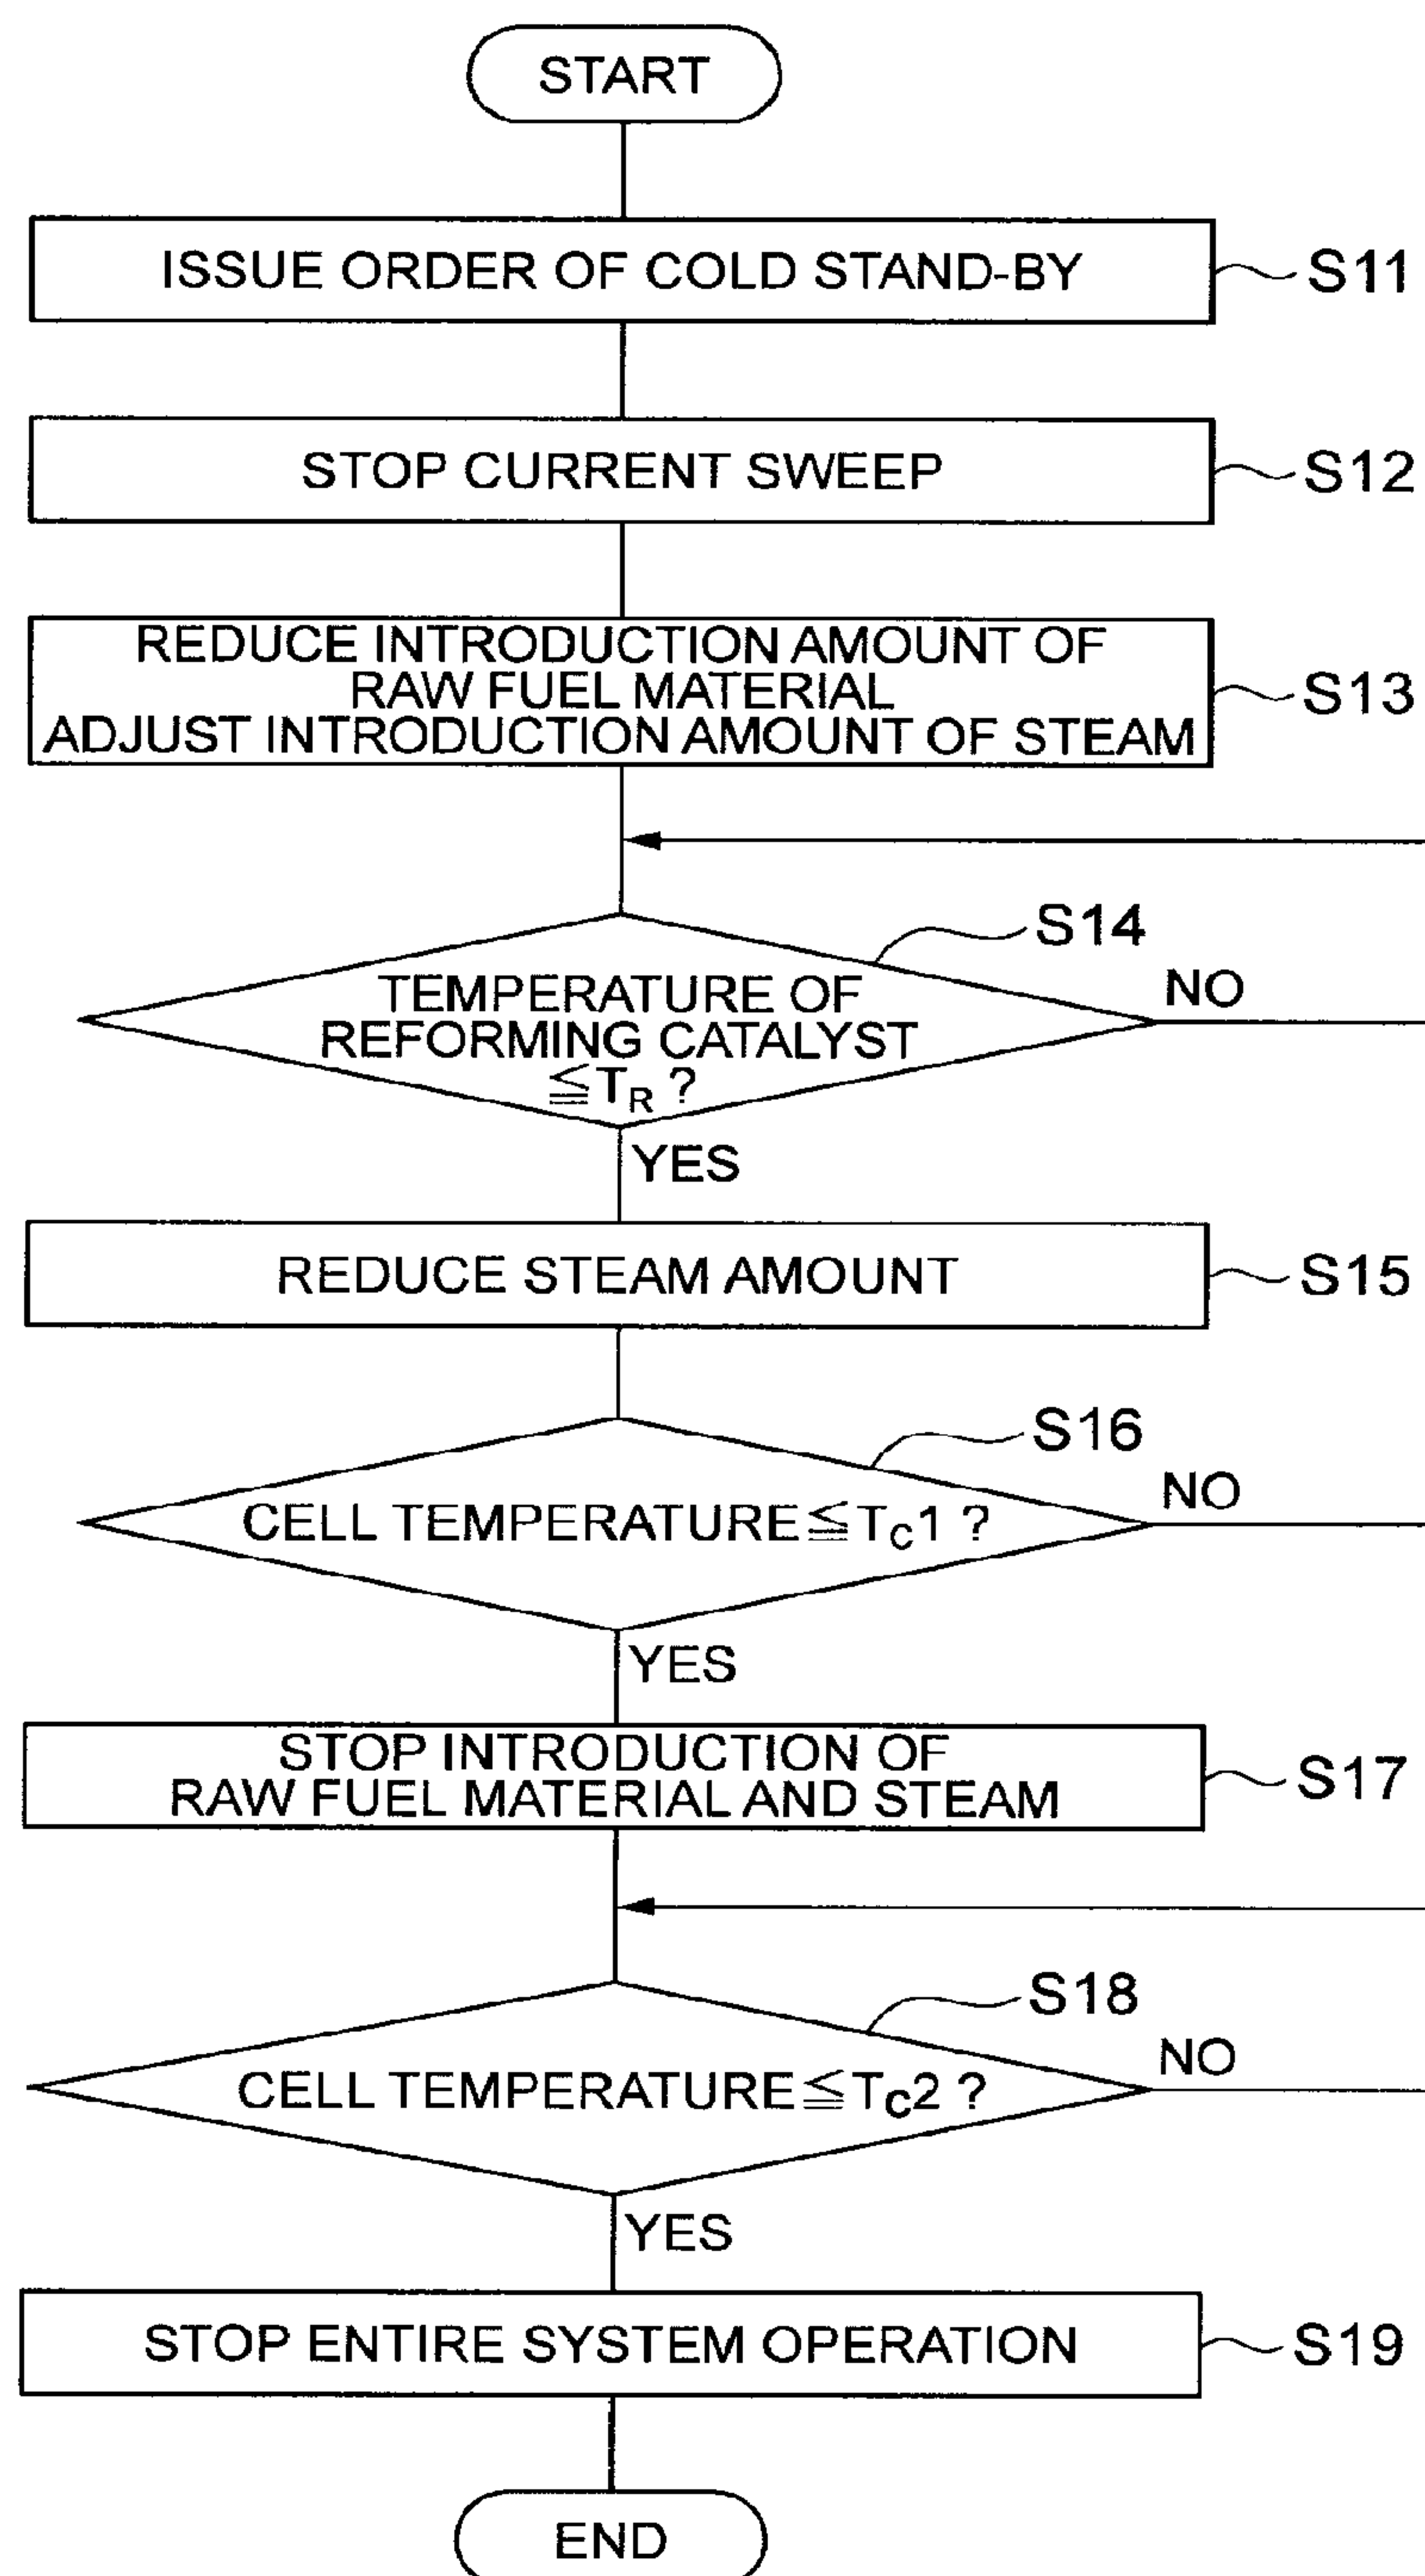 START
ISSUE ORDER OF COLD STAND-BY
S11
STOP CURRENT SWEEP
S12
REDUCE INTRODUCTION AMOUNT OF
RAW FUEL MATERIAL
ADJUST INTRODUCTION AMOUNT OF STEAM
S13
S14
TEMPERATURE OF
REFORMING CATALYST
≦TR ?
NO
YES
REDUCE STEAM AMOUNT
S15
S16
CELL TEMPERATURE≦TC1 ?
NO
YES
STOP INTRODUCTION OF
RAW FUEL MATERIAL AND STEAM
S17
S18
CELL TEMPERATURE≦TC2 ?
NO
YES
STOP ENTIRE SYSTEM OPERATION
S19
END